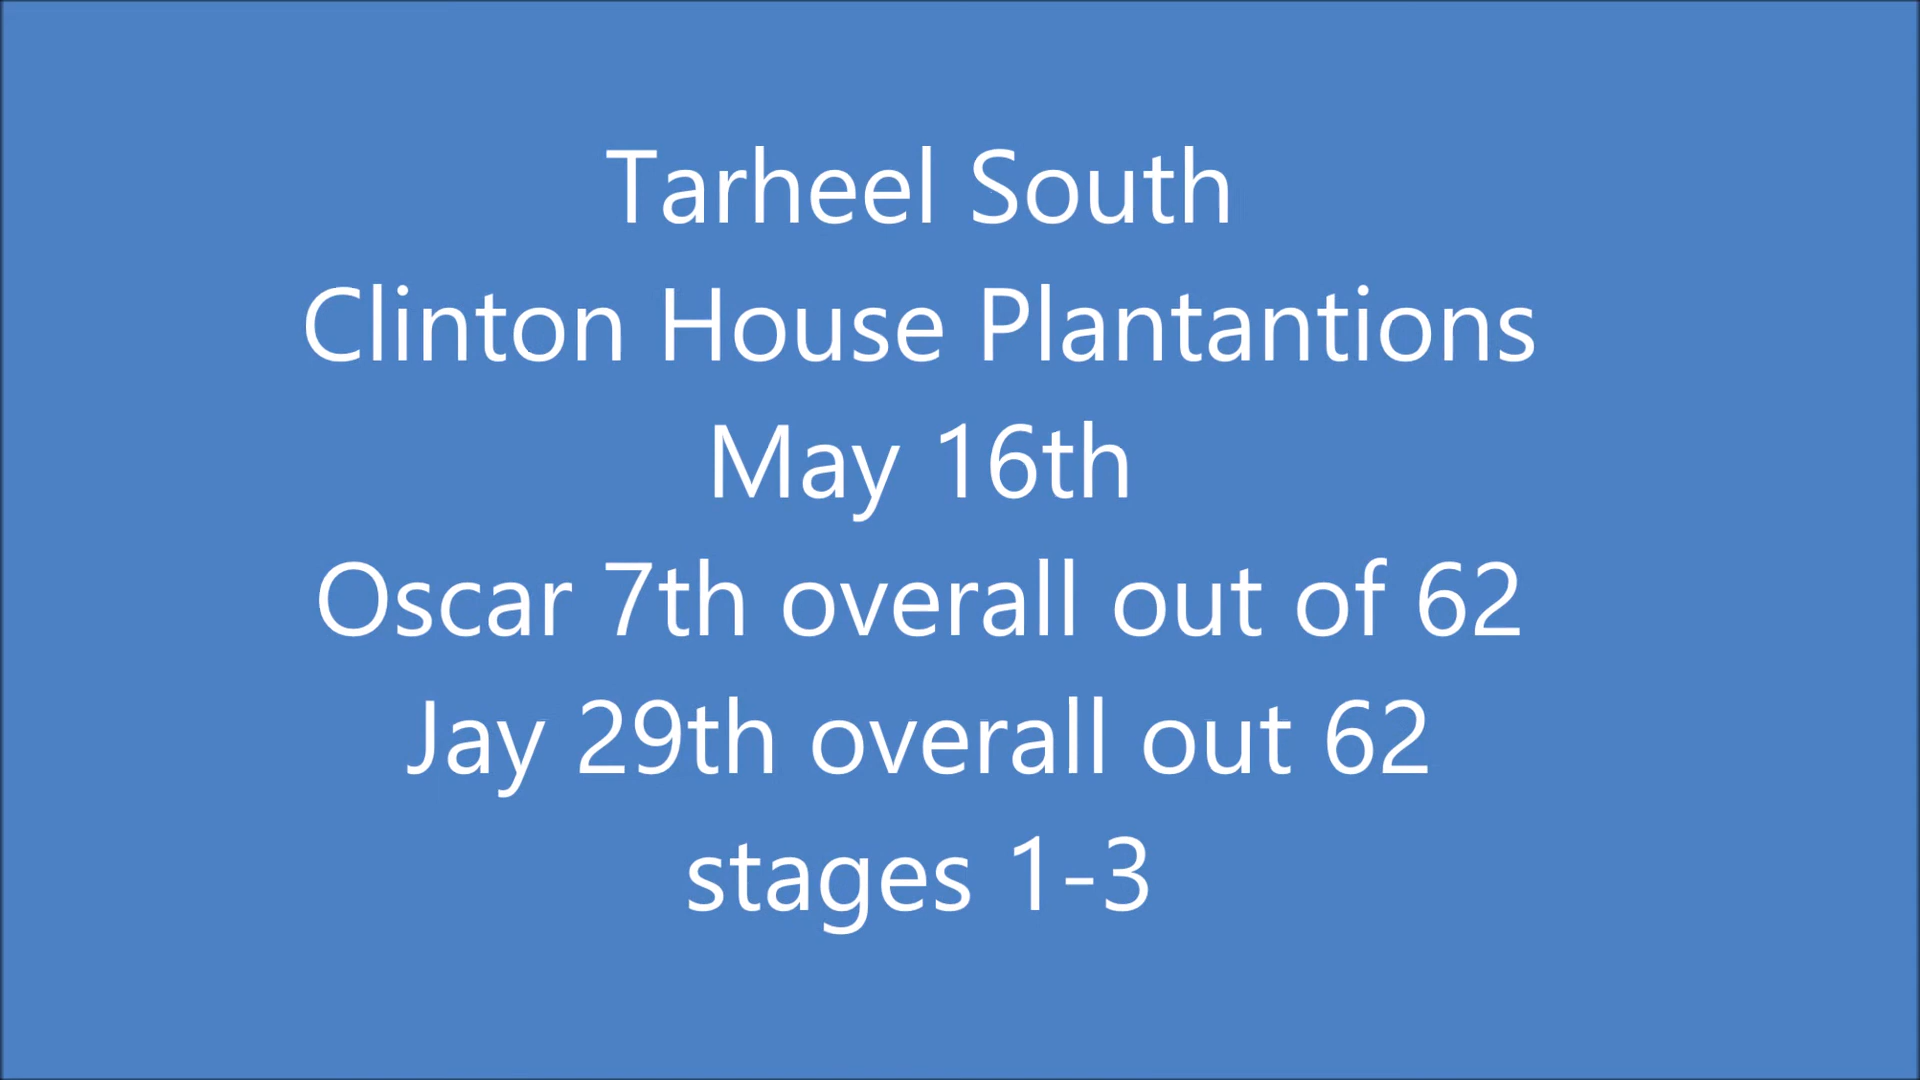 Tarheel South
Clinton House Plantantions
May 16th
Oscar 7th overall out of 62
Jay 29th overall out 62
stages 1-3